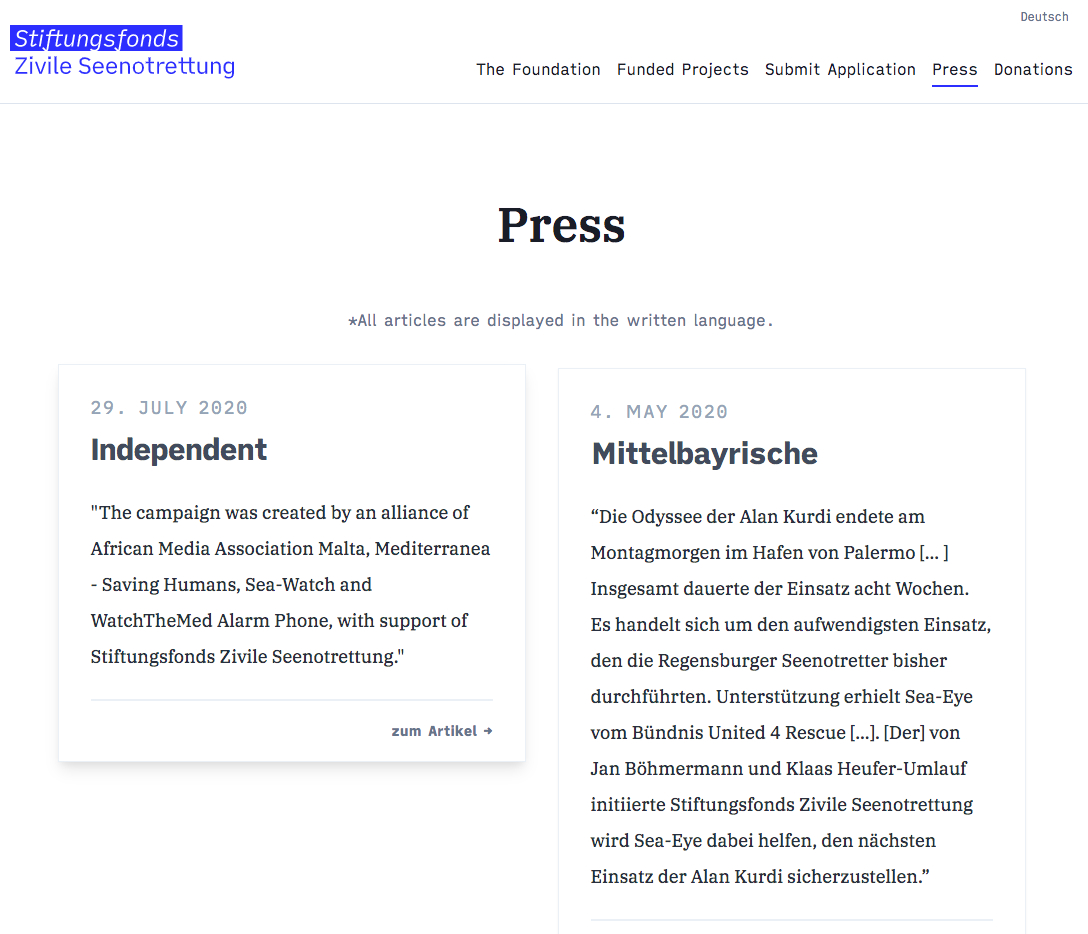 Deutsch
Stiftungsfonds
Zivile Seenotrettung
The Foundation Funded Projects Submit Application Press Donations
Press
*All articles are displayed in the written language.
29. JULY 2020
Independent
"The campaign was created by an alliance of
African Media Association Malta, Mediterranea
- Saving Humans, Sea-Watch and
WatchTheMed Alarm Phone, with support of
Stiftungsfonds Zivile Seenotrettung."
zum Artikel →
4. MAY 2020
Mittelbayrische
“Die Odyssee der Alan Kurdi endete am
Montagmorgen im Hafen von Palermo [... ]
Insgesamt dauerte der Einsatz acht Wochen.
Es handelt sich um den aufwendigsten Einsatz,
den die Regensburger Seenotretter bisher
durchführten. Unterstützung erhielt Sea-Eye
vom Bündnis United 4 Rescue [...]. [Der] von
Jan Böhmermann und Klaas Heufer-Umlauf
initiierte Stiftungsfonds Zivile Seenotrettung
wird Sea-Eye dabei helfen, den nächsten
Einsatz der Alan Kurdi sicherzustellen.”